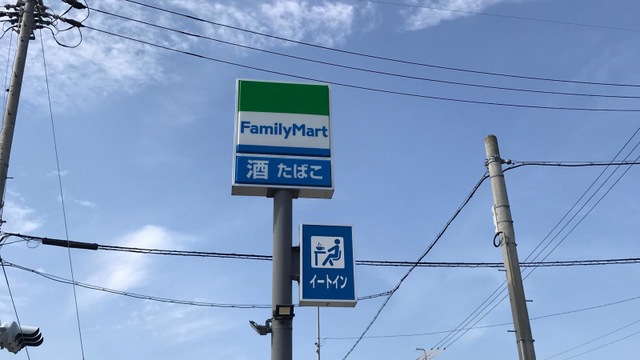 FamilyMart
酒 たばこ
イートイン